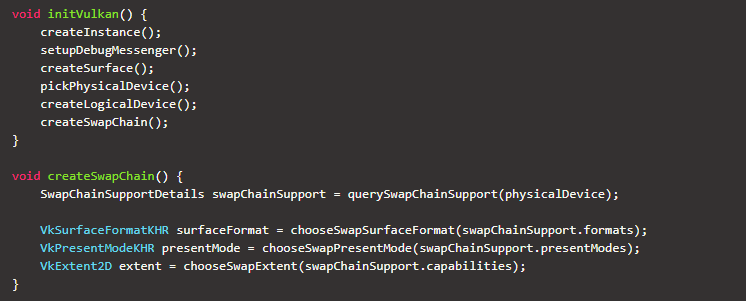 void initVulkan() {
    createInstance();
    setupDebugMessenger();
    createSurface();
    pickPhysicalDevice();
    createLogicalDevice();
    createSwapChain();
}

void createSwapChain() {
    SwapChainSupportDetails swapChainSupport = querySwapChainSupport(physicalDevice);

    VkSurfaceFormatKHR surfaceFormat = chooseSwapSurfaceFormat(swapChainSupport.formats);
    VkPresentModeKHR presentMode = chooseSwapPresentMode(swapChainSupport.presentModes);
    VkExtent2D extent = chooseSwapExtent(swapChainSupport.capabilities);
}